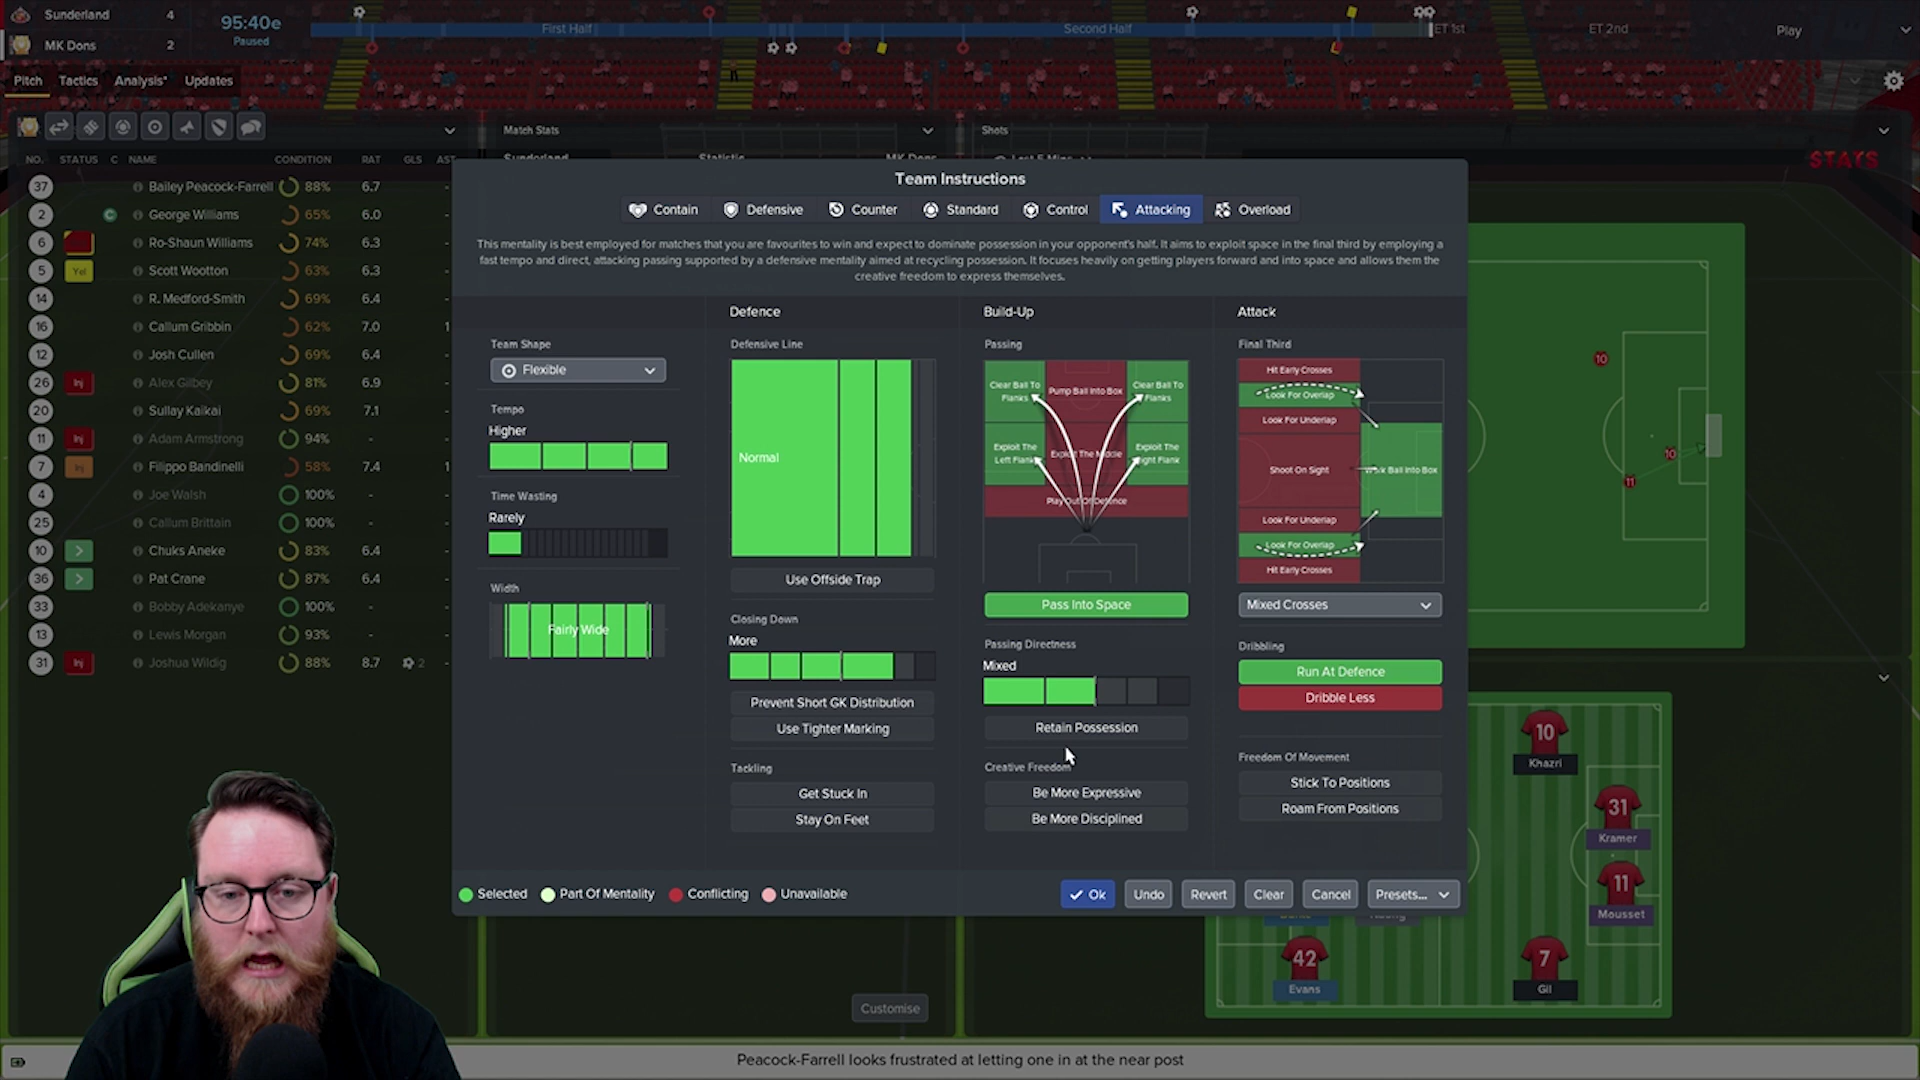 Sunderland 4
MK Dons 2
95:40e
Paused
First Half
Second Half
ET 1st
ET 2nd
Play
Pitch
Tactics
Analysis*
Updates
Match Stats
Shots
NO. STATUS C NAME CONDITION RAT GLS AST
Sunderland Statistic MK Dons
STATS
37 Bailey Peacock-Farrell 88% 6.7 -
2 C George Williams 65% 6.0 -
6 Ro-Shaun Williams 74% 6.3 -
5 Yel Scott Wootton 63% 6.3 -
14 R. Medford-Smith 69% 6.4 -
16 Callum Gribbin 62% 7.0 1
12 Josh Cullen 69% 6.4 -
26 Inj Alex Gilbey 81% 6.9 -
20 Sullay Kaikai 69% 7.1 -
11 Inj Adam Armstrong 94% - -
7 Inj Filippo Bandinelli 58% 7.4 1
4 Joe Walsh 100% - -
25 Callum Brittain 100% - -
10 Chuks Aneke 83% 6.4 -
36 Pat Crane 87% 6.4 -
33 Bobby Adekanye 100% - -
13 Lewis Morgan 93% - -
31 Inj Joshua Wildig 88% 8.7 2 -
Team Instructions
Contain
Defensive
Counter
Standard
Control
Attacking
Overload
This mentality is best employed for matches that you are favourites to win and expect to dominate possession in your opponent's half. It aims to exploit space in the final third by employing a
fast tempo and direct, attacking passing supported by a defensive mentality aimed at recycling possession. It focuses heavily on getting players forward and into space and allows them the
creative freedom to express themselves.
Team Shape
Flexible
Tempo
Higher
Time Wasting
Rarely
Width
Fairly Wide
Defence
Defensive Line
Normal
Use Offside Trap
Closing Down
More
Prevent Short GK Distribution
Use Tighter Marking
Tackling
Get Stuck In
Stay On Feet
Build-Up
Passing
Clear Ball To
Flanks
Pump Ball Into Box
Clear Ball To
Flanks
Exploit The
Left Flank
Exploit The Middle
Exploit The
Right Flank
Play Out Of Defence
Pass Into Space
Passing Directness
Mixed
Retain Possession
Creative Freedom
Be More Expressive
Be More Disciplined
Attack
Final Third
Hit Early Crosses
Look For Overlap
Look For Underlap
Shoot On Sight
Work Ball Into Box
Look For Underlap
Look For Overlap
Hit Early Crosses
Mixed Crosses
Dribbling
Run At Defence
Dribble Less
Freedom Of Movement
Stick To Positions
Roam From Positions
Selected
Part Of Mentality
Conflicting
Unavailable
Ok
Undo
Revert
Clear
Cancel
Presets...
10
10
11
10
Khazri
31
Kramer
11
Mousset
42
Evans
7
Gil
Customise
Peacock-Farrell looks frustrated at letting one in at the near post